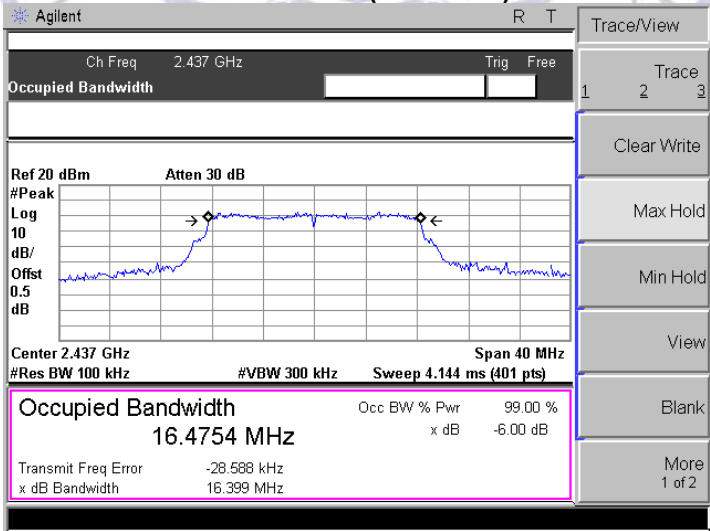 Agilent R T
Ch Freq 2.437 GHz Trig Free
Occupied Bandwidth
Ref 20 dBm Atten 30 dB
#Peak
Log
10
dB/
Offst
0.5
dB
Center 2.437 GHz Span 40 MHz
#Res BW 100 kHz #VBW 300 kHz Sweep 4.144 ms (401 pts)
Occupied Bandwidth Occ BW % Pwr 99.00 %
16.4754 MHz x dB -6.00 dB
Transmit Freq Error -28.588 kHz
x dB Bandwidth 16.399 MHz
Trace/View
Trace
1 2 3
Clear Write
Max Hold
Min Hold
View
Blank
More
1 of 2